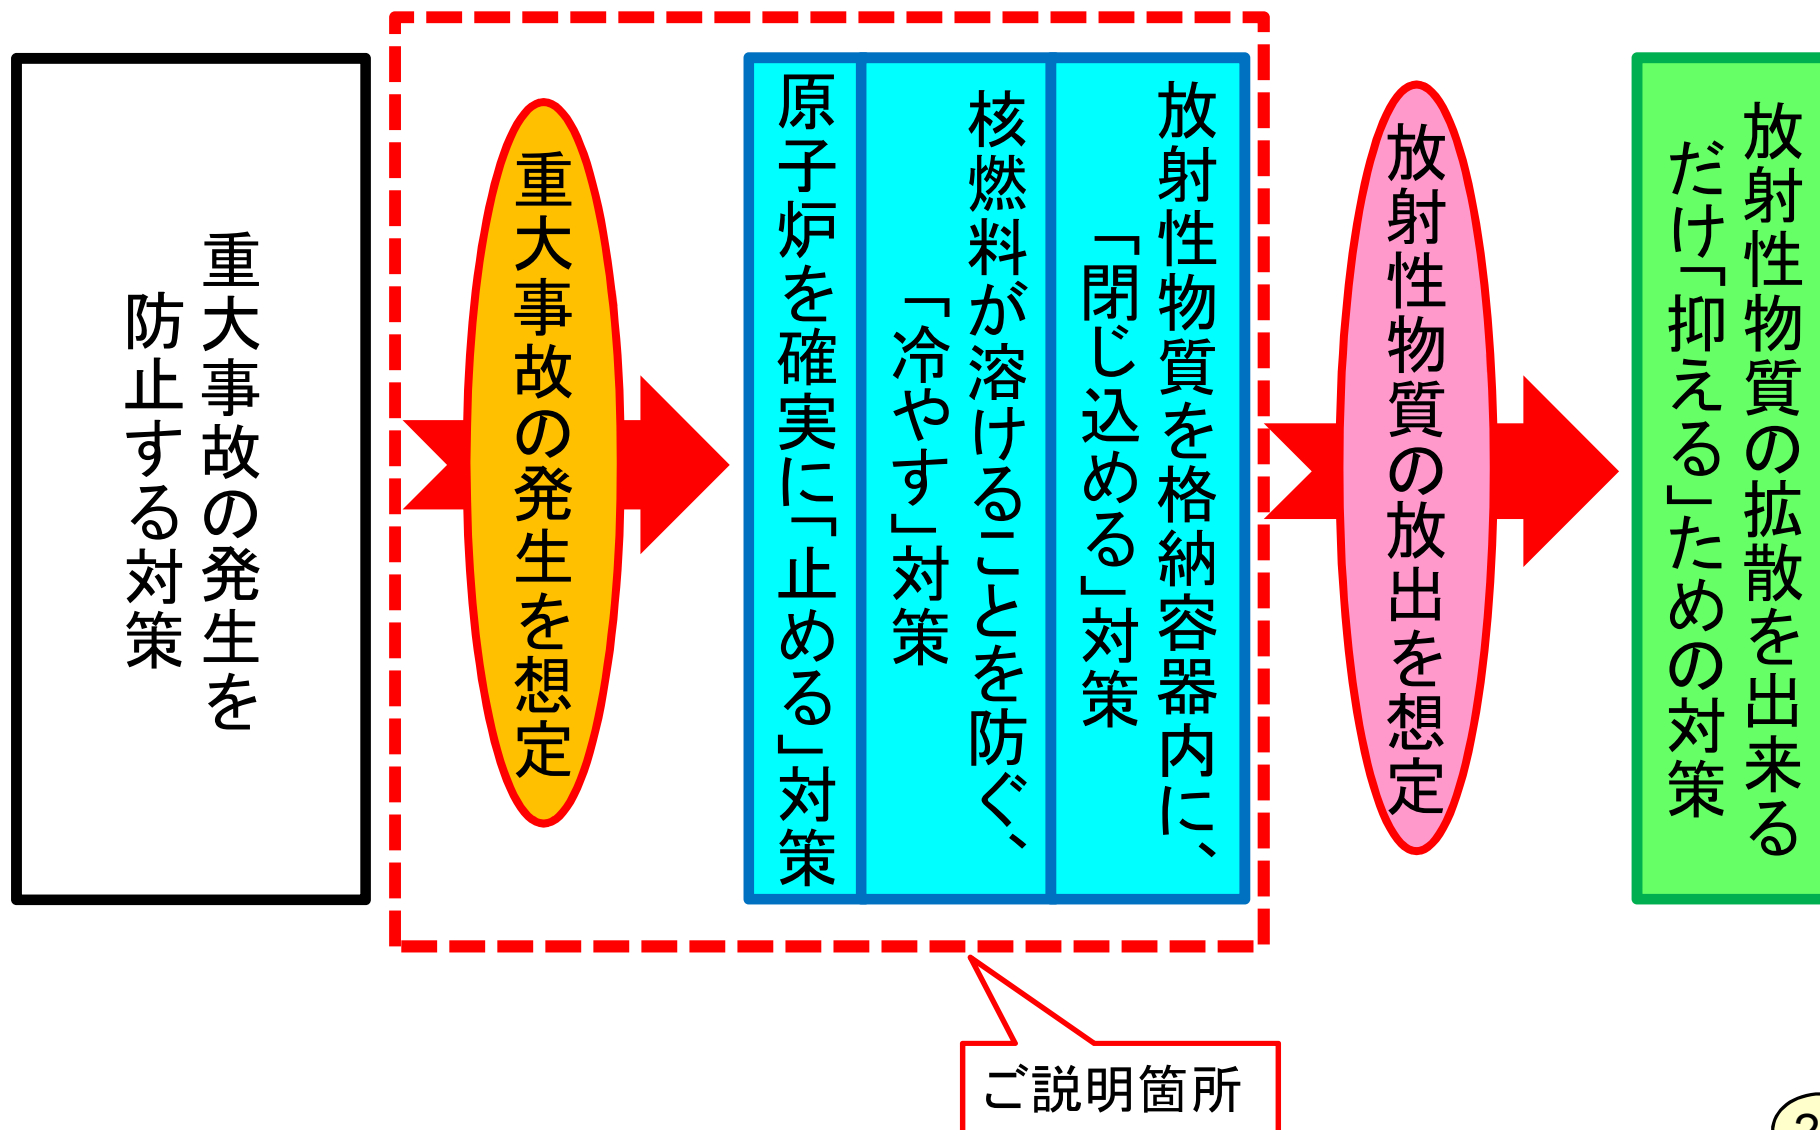 重大事故の発生を
防止する対策
重大事故の発生を想定
原子炉を確実に「止める」対策
核燃料が溶けることを防ぐ、
「冷やす」対策
放射性物質を格納容器内に、
「閉じ込める」対策
放射性物質の放出を想定
放射性物質の拡散を出来る
だけ「抑える」ための対策
ご説明箇所